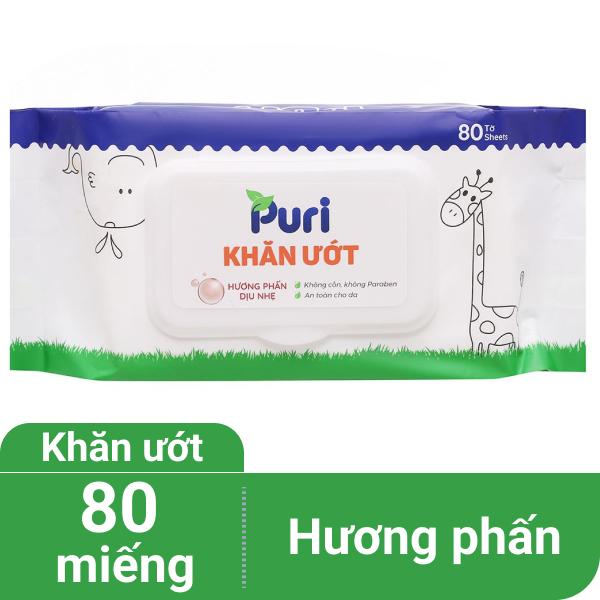 80 Tờ
Sheets
Puri
KHĂN ƯỚT
HƯƠNG PHẤN
DỊU NHẸ
Không cồn, không Paraben
An toàn cho da
Khăn ướt
80
miếng
Hương phấn